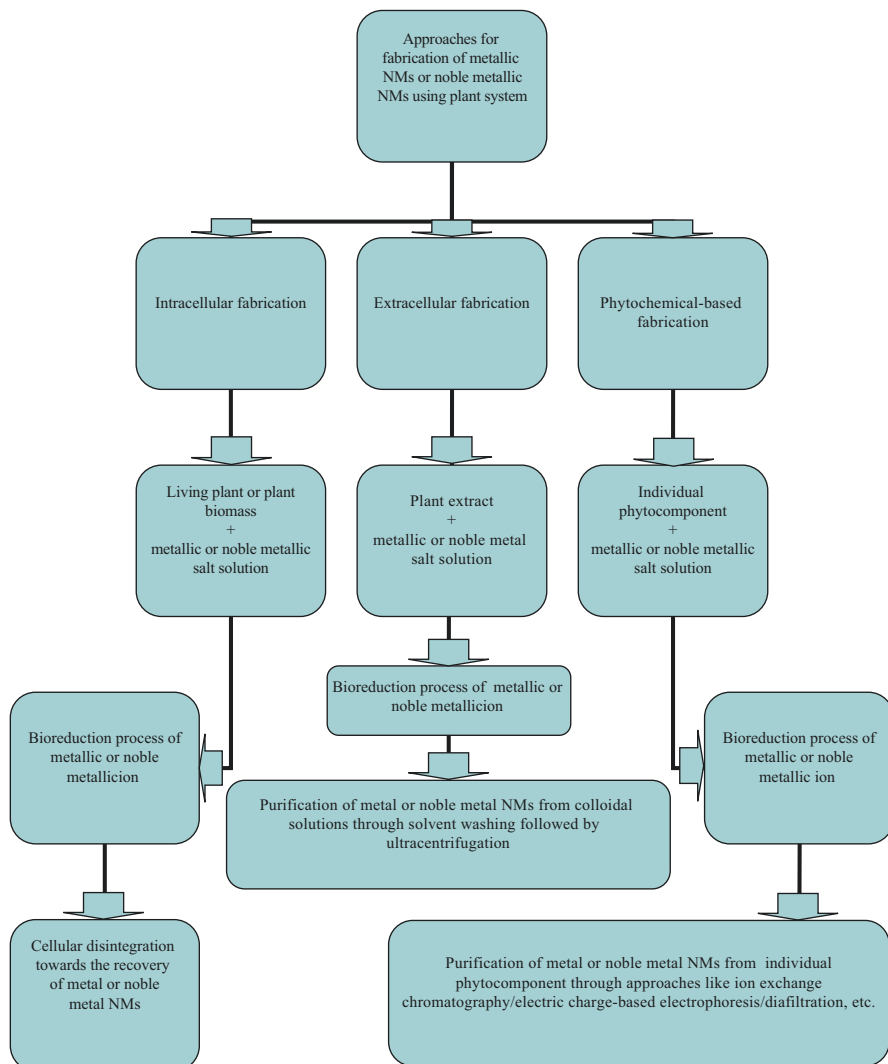 Approaches for
fabrication of metallic
NMs or noble metallic
NMs using plant system
Intracellular fabrication
Extracellular fabrication
Phytochemical-based
fabrication
Living plant or plant
biomass
+
metallic or noble metallic
salt solution
Plant extract
+
metallic or noble metal
salt solution
Individual
phytocomponent
+
metallic or noble metallic
salt solution
Bioreduction process of metallic or
noble metallicion
Bioreduction process of
metallic or noble
metallicion
Bioreduction process of
metallic or noble
metallic ion
Purification of metal or noble metal NMs from colloidal
solutions through solvent washing followed by
ultracentrifugation
Cellular disintegration
towards the recovery
of metal or noble
metal NMs
Purification of metal or noble metal NMs from individual
phytocomponent through approaches like ion exchange
chromatography/electric charge-based electrophoresis/diafiltration, etc.